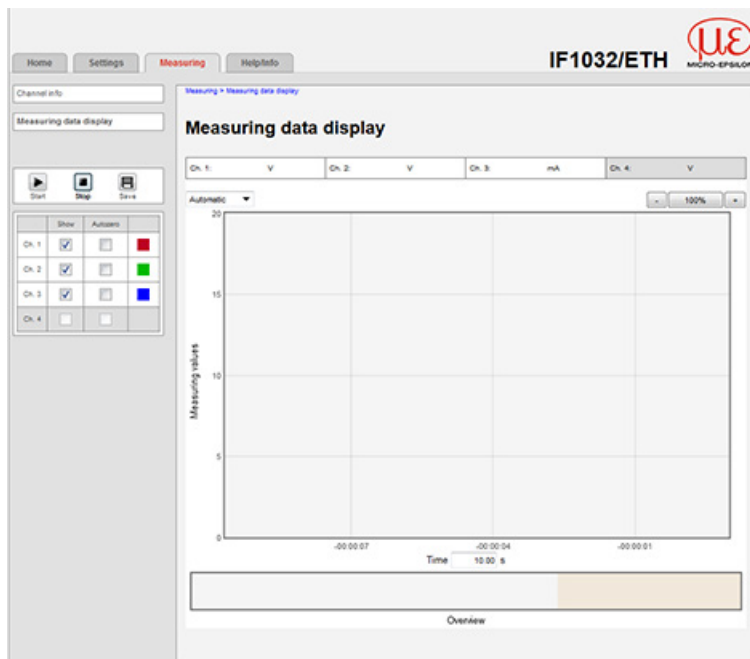 Home Settings Measuring Help/Info
IF1032/ETH
με
MICRO-EPSILON
Channel info
Measuring data display
Measuring > Measuring data display
Measuring data display
Ch. 1: V Ch. 2: V Ch. 3: mA Ch. 4: V
Start Stop Save
Automatic - 100% +
Show Autozero
Ch. 1
Ch. 2
Ch. 3
Ch. 4
Measuring values
20
15
10
5
0
-00:00:07 -00:00:04 -00:00:01
Time 10.00 s
Overview